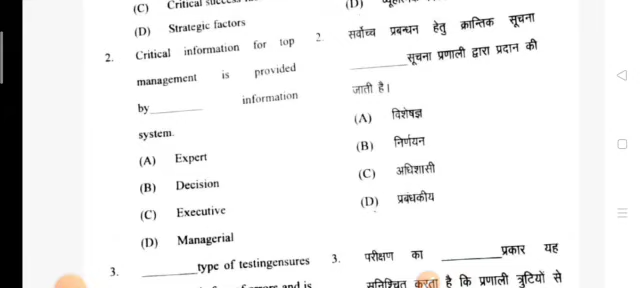 (C) Critical
(D) Strategic factors
2. Critical information for top
management is provided
by________ information
system.
(A) Expert
(B) Decision
(C) Executive
(D) Managerial
3. ________type of testingensures
and is
(D)
2. सर्वोच्च प्रबन्धन हेतु क्रान्तिक सूचना
________सूचना प्रणाली द्वारा प्रदान की
जाती है।
(A) विशेषज्ञ
(B) निर्णयन
(C) अधिशासी
(D) प्रबंधकीय
3. परीक्षण का ________प्रकार यह
सुनिश्चित करता है कि प्रणाली त्रुटियों से